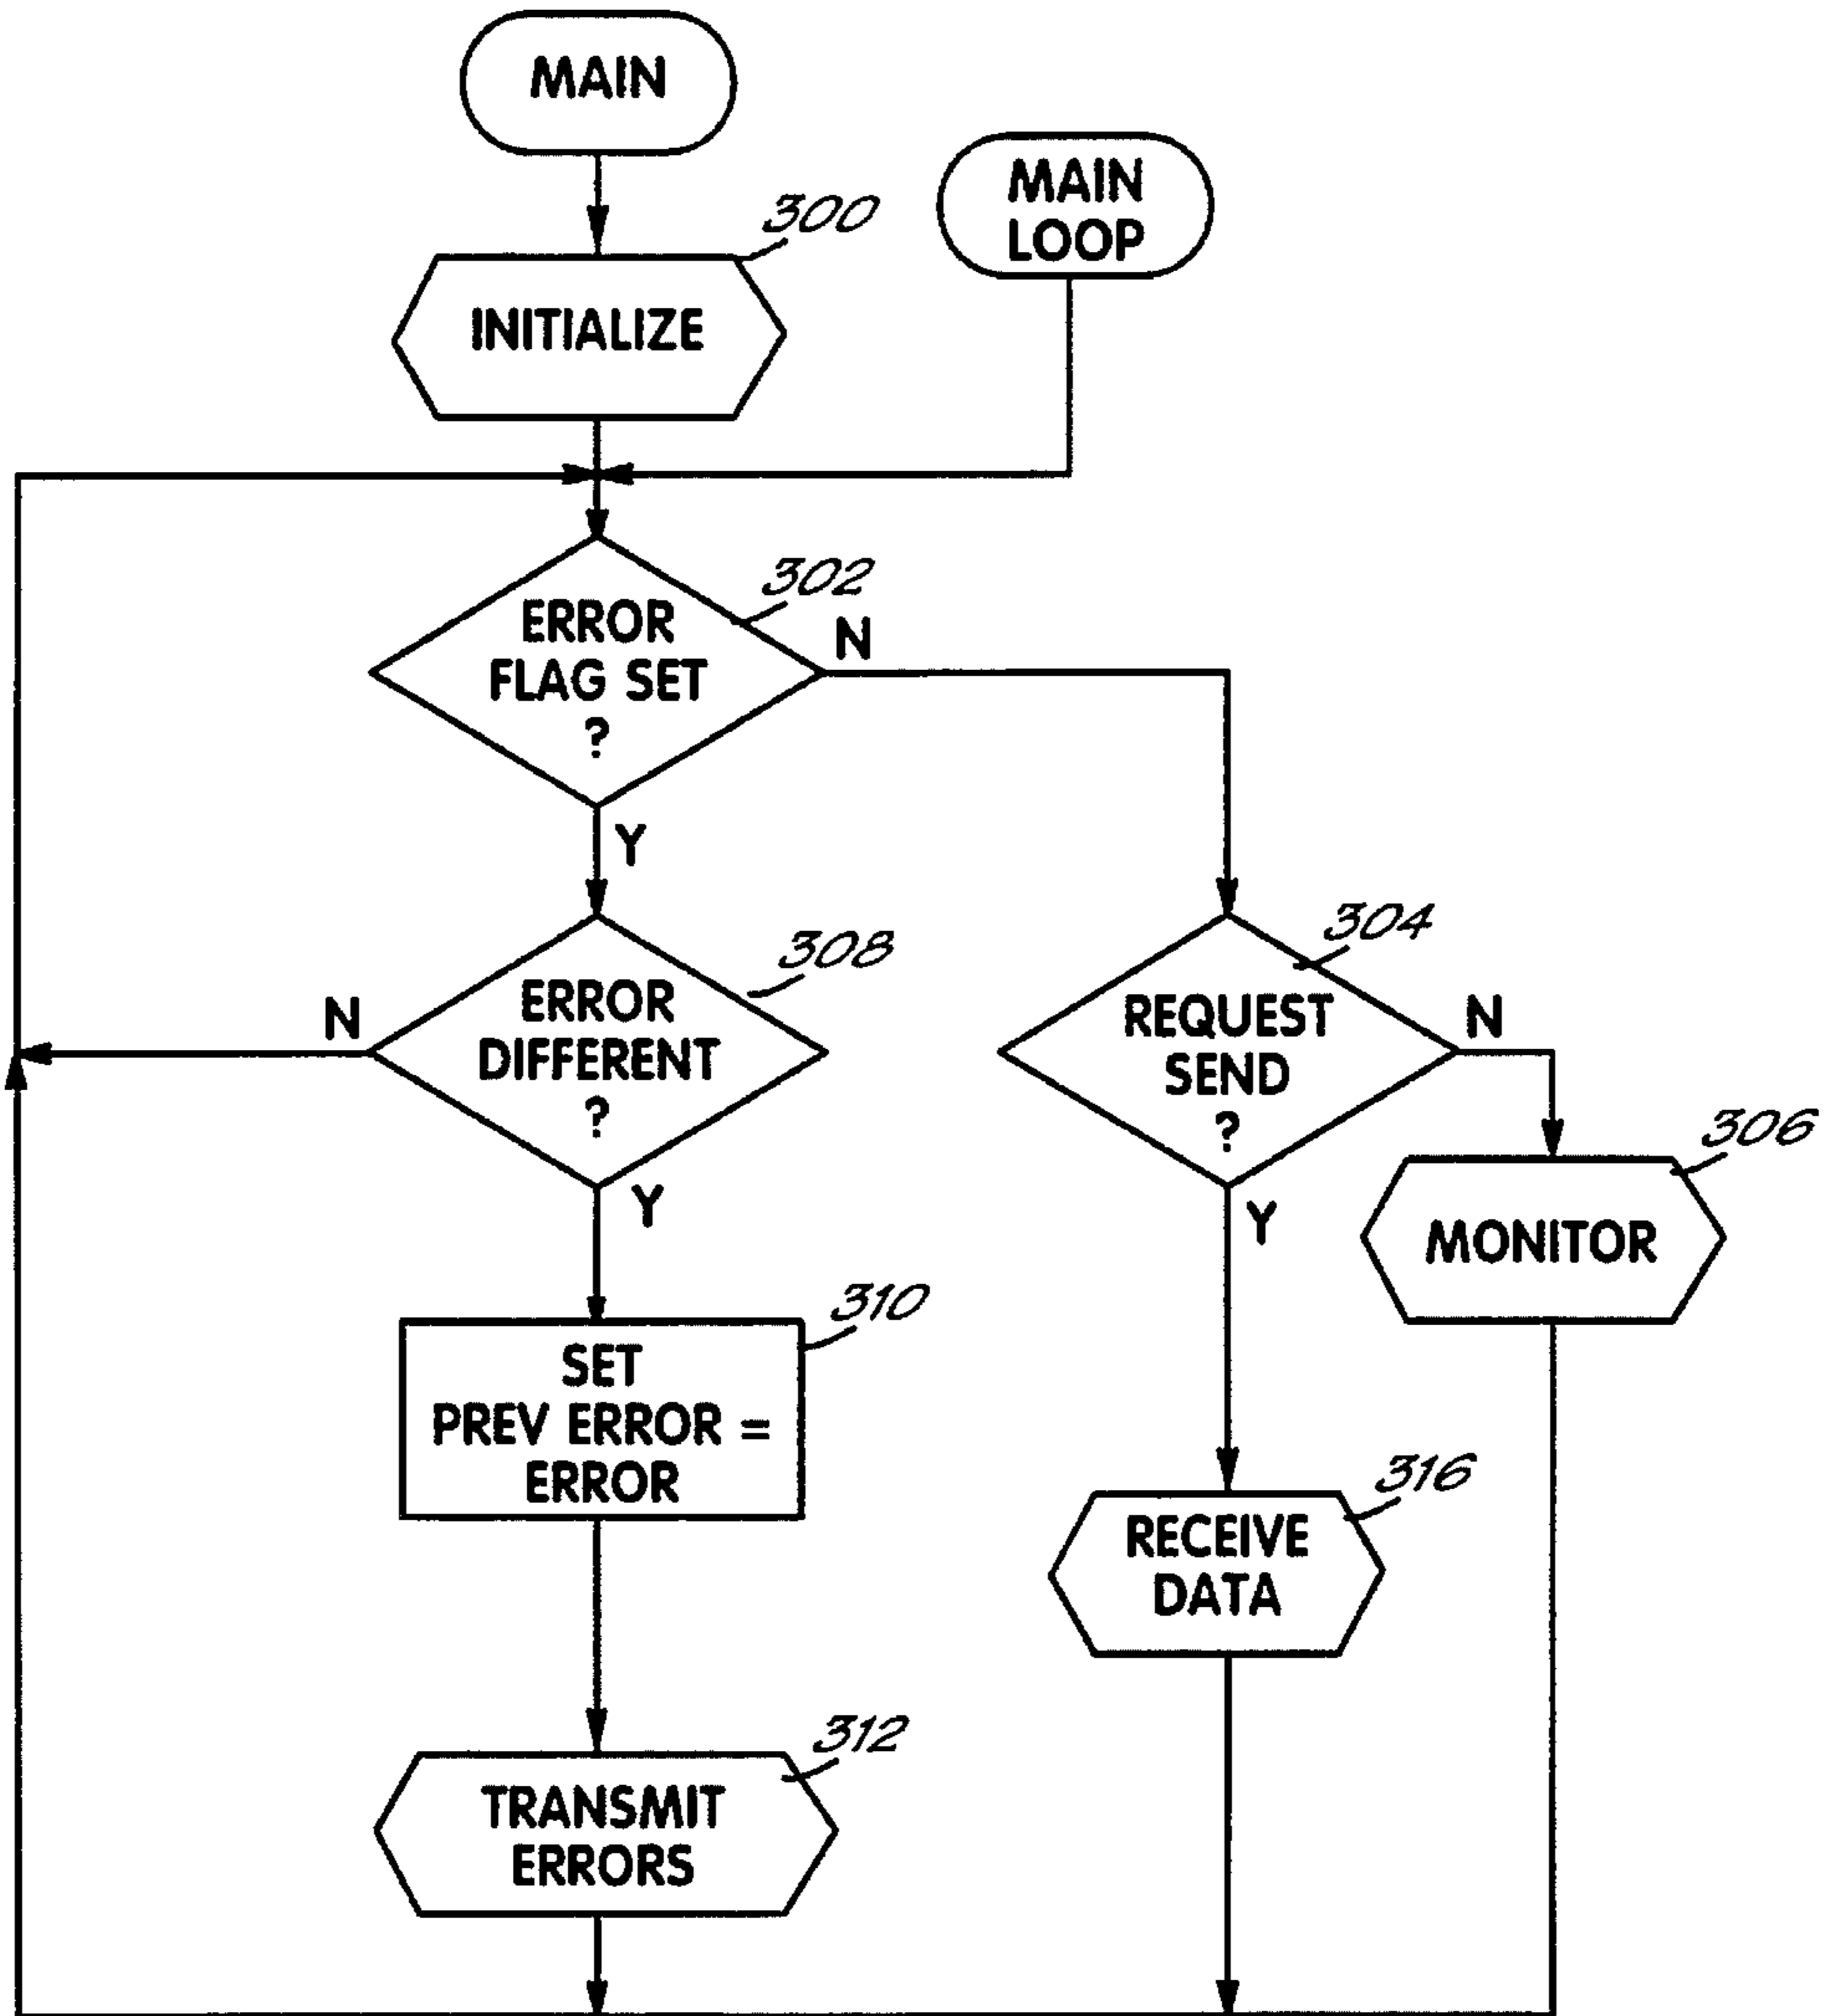 MAIN
MAIN
LOOP
300
INITIALIZE
302
ERROR
FLAG SET
?
N
Y
308
ERROR
DIFFERENT
?
N
Y
304
REQUEST
SEND
?
N
Y
306
MONITOR
310
SET
PREV ERROR =
ERROR
316
RECEIVE
DATA
312
TRANSMIT
ERRORS